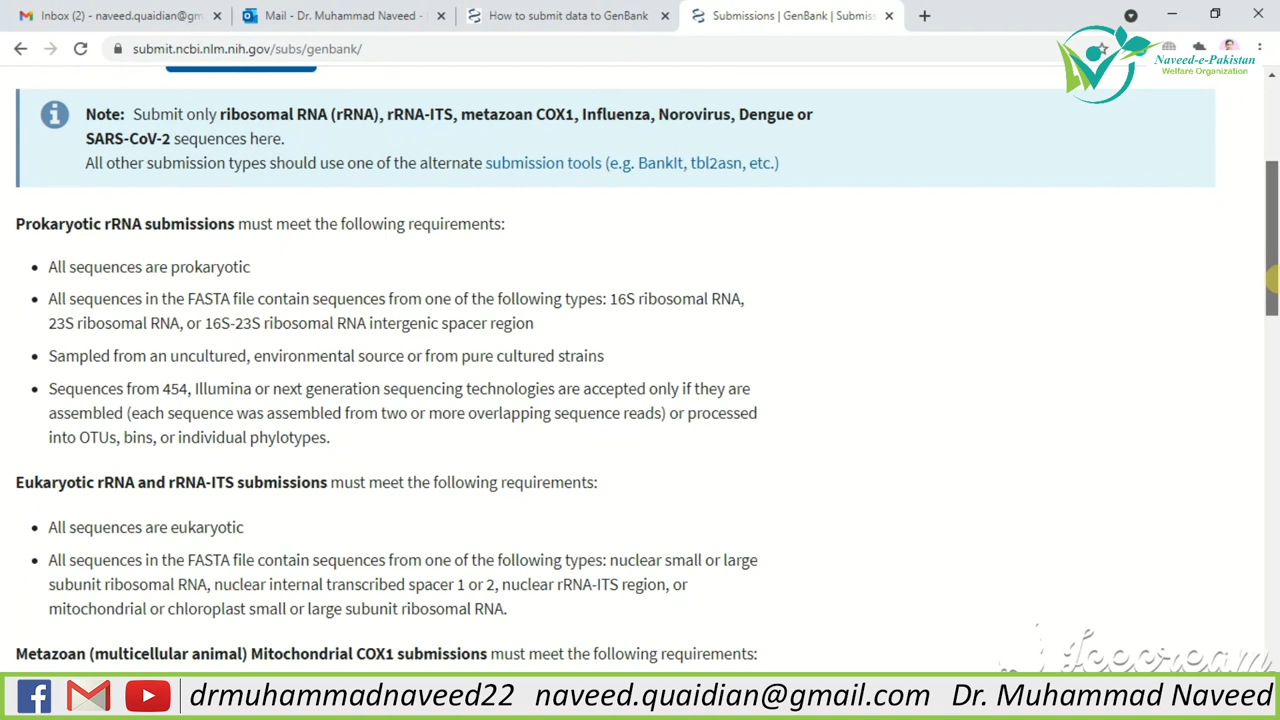 Inbox (2) - naveed.quaidian@gm
Mail - Dr. Muhammad Naveed -
How to submit data to GenBank
Submissions | GenBank | Submiss
submit.ncbi.nlm.nih.gov/subs/genbank/
Naveed-e-Pakistan
Welfare Organization
Note: Submit only ribosomal RNA (rRNA), rRNA-ITS, metazoan COX1, Influenza, Norovirus, Dengue or
SARS-CoV-2 sequences here.
All other submission types should use one of the alternate submission tools (e.g. BankIt, tbl2asn, etc.)
Prokaryotic rRNA submissions must meet the following requirements:
• All sequences are prokaryotic
• All sequences in the FASTA file contain sequences from one of the following types: 16S ribosomal RNA,
23S ribosomal RNA, or 16S-23S ribosomal RNA intergenic spacer region
• Sampled from an uncultured, environmental source or from pure cultured strains
• Sequences from 454, Illumina or next generation sequencing technologies are accepted only if they are
assembled (each sequence was assembled from two or more overlapping sequence reads) or processed
into OTUs, bins, or individual phylotypes.
Eukaryotic rRNA and rRNA-ITS submissions must meet the following requirements:
• All sequences are eukaryotic
• All sequences in the FASTA file contain sequences from one of the following types: nuclear small or large
subunit ribosomal RNA, nuclear internal transcribed spacer 1 or 2, nuclear rRNA-ITS region, or
mitochondrial or chloroplast small or large subunit ribosomal RNA.
Metazoan (multicellular animal) Mitochondrial COX1 submissions must meet the following requirements:
Icecream
drmuhammadnaveed22 naveed.quaidian@gmail.com Dr. Muhammad Naveed